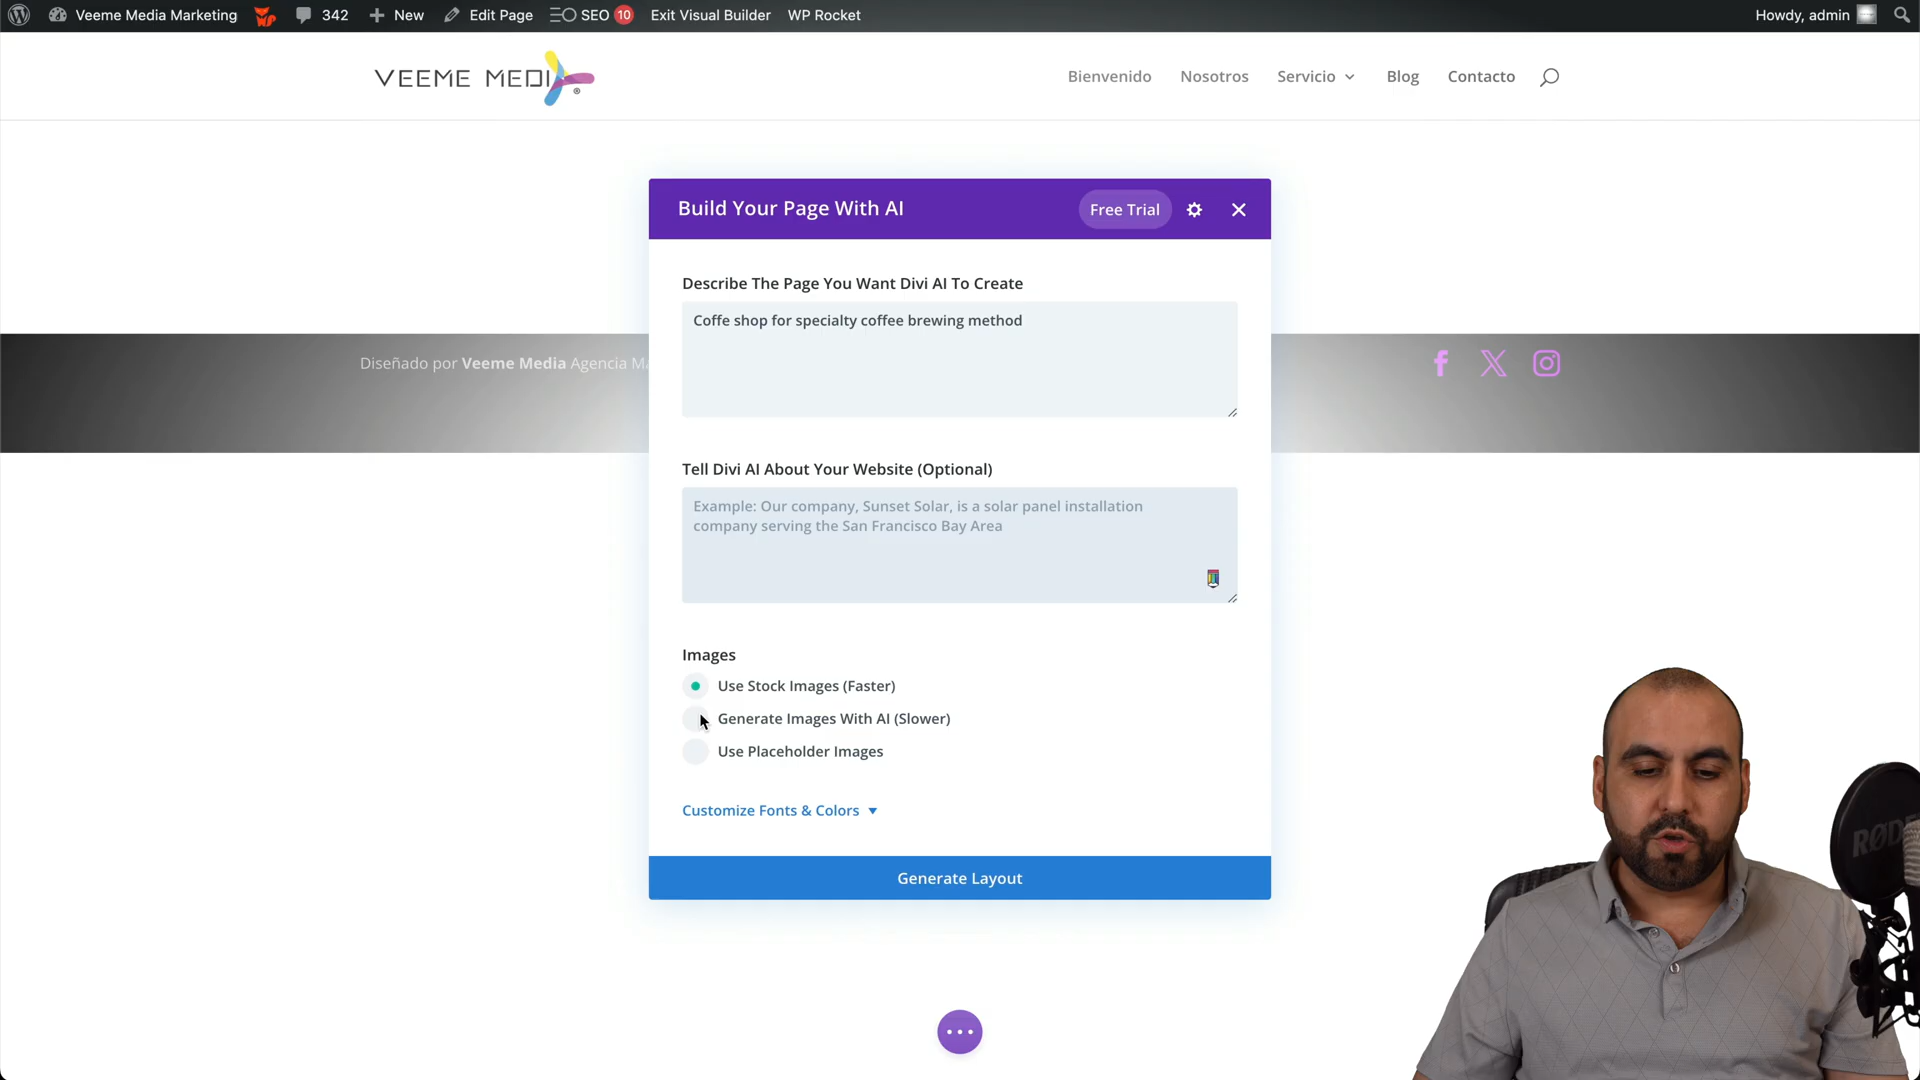 Veeme Media Marketing 342 New Edit Page SEO 10 Exit Visual Builder WP Rocket Howdy, admin
VEEME MEDI ® Bienvenido Nosotros Servicio Blog Contacto
Build Your Page With AI Free Trial
Describe The Page You Want Divi AI To Create
Coffe shop for specialty coffee brewing method
Diseñado por Veeme Media Agencia
Tell Divi AI About Your Website (Optional)
Example: Our company, Sunset Solar, is a solar panel installation
company serving the San Francisco Bay Area
Images
Use Stock Images (Faster)
Generate Images With AI (Slower)
Use Placeholder Images
Customize Fonts & Colors
Generate Layout
RØDE